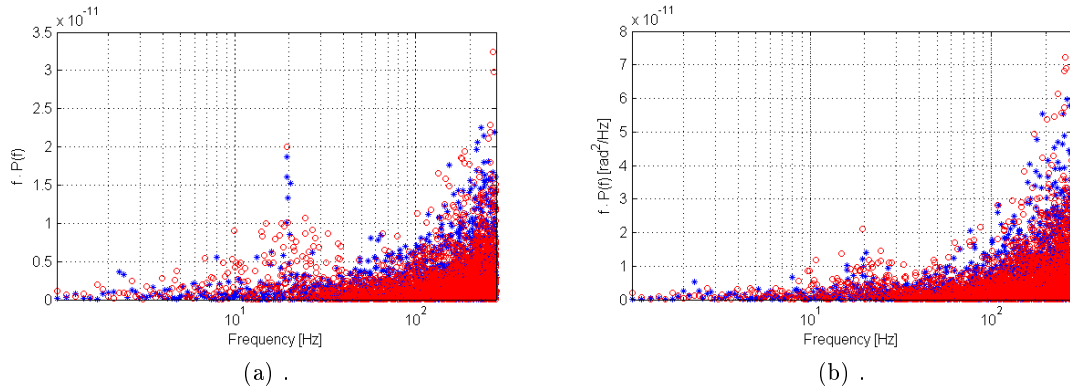 x 10^-11
3.5
3
2.5
2
1.5
1
0.5
0
f . P(f)
10^1
10^2
Frequency [Hz]
(a) .
x 10^-11
8
7
6
5
4
3
2
1
0
f . P(f) [rad^2/Hz]
10^1
10^2
Frequency [Hz]
(b) .